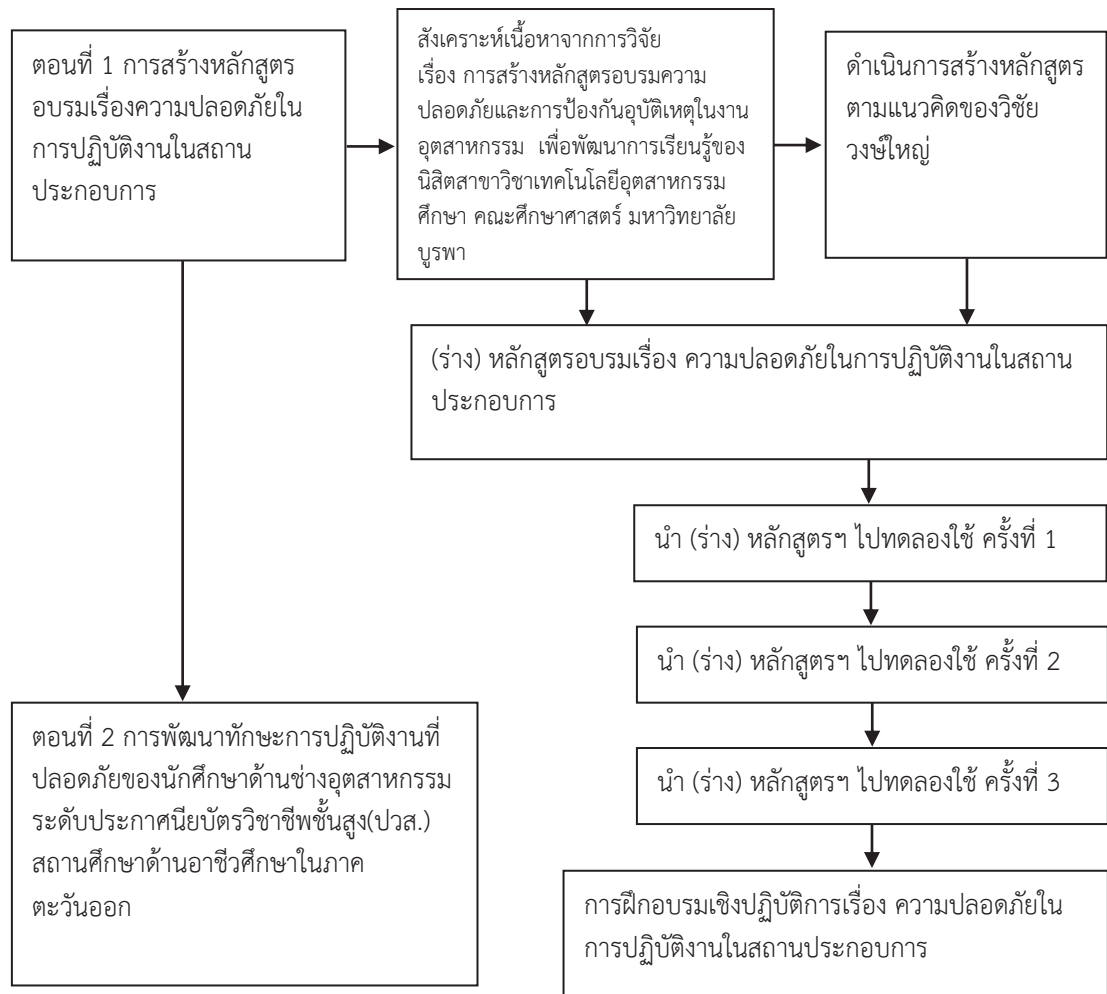 ตอนที่ 1 การสร้างหลักสูตร
อบรมเรื่องความปลอดภัยใน
การปฏิบัติงานในสถาน
ประกอบการ
สังเคราะห์เนื้อหาจากการวิจัย
เรื่อง การสร้างหลักสูตรอบรมความ
ปลอดภัยและการป้องกันอุบัติเหตุในงาน
อุตสาหกรรม เพื่อพัฒนาการเรียนรู้ของ
นิสิตสาขาวิชาเทคโนโลยีอุตสาหกรรม
ศึกษา คณะศึกษาศาสตร์ มหาวิทยาลัย
บูรพา
ดำเนินการสร้างหลักสูตร
ตามแนวคิดของวิชัย
วงษ์ใหญ่
(ร่าง) หลักสูตรอบรมเรื่อง ความปลอดภัยในการปฏิบัติงานในสถาน
ประกอบการ
นำ (ร่าง) หลักสูตรฯ ไปทดลองใช้ ครั้งที่ 1
นำ (ร่าง) หลักสูตรฯ ไปทดลองใช้ ครั้งที่ 2
นำ (ร่าง) หลักสูตรฯ ไปทดลองใช้ ครั้งที่ 3
การฝึกอบรมเชิงปฏิบัติการเรื่อง ความปลอดภัยใน
การปฏิบัติงานในสถานประกอบการ
ตอนที่ 2 การพัฒนาทักษะการปฏิบัติงานที่
ปลอดภัยของนักศึกษาด้านช่างอุตสาหกรรม
ระดับประกาศนียบัตรวิชาชีพชั้นสูง(ปวส.)
สถานศึกษาด้านอาชีวศึกษาในภาค
ตะวันออก